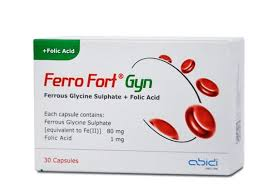 +Folic Acid
Ferro Fort® Gyn
Ferrous Glycine Sulphate + Folic Acid
Each capsule contains:
Ferrous Glycine Sulphate
[equivalent to Fe(II)] 80 mg
Folic Acid 1 mg
30 Capsules
abidi